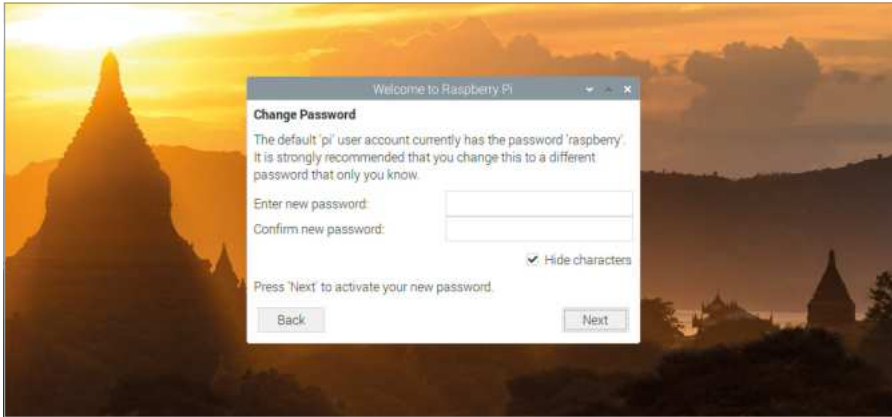 Welcome to Raspberry Pi
Change Password
The default 'pi' user account currently has the password 'raspberry'.
It is strongly recommended that you change this to a different
password that only you know.
Enter new password:
Confirm new password:
Hide characters
Press 'Next' to activate your new password.
Back Next